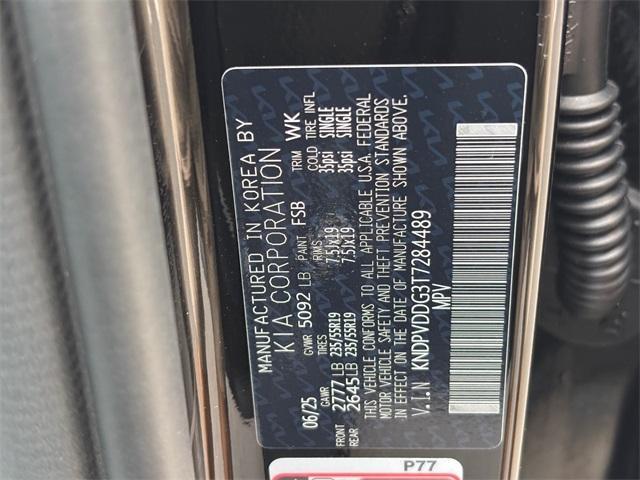 MANUFACTURED IN KOREA BY
KIA CORPORATION
06/25 GVWR 5092 LB PAINT FSB TRIM WK
GAWR TIRES RIMS COLD TIRE INFL
FRONT 2777 LB 235/55R19 7.5Jx19 35psi SINGLE
REAR 2645 LB 235/55R19 7.5Jx19 35psi SINGLE
THIS VEHICLE CONFORMS TO ALL APPLICABLE U.S.A. FEDERAL
MOTOR VEHICLE SAFETY AND THEFT PREVENTION STANDARDS
IN EFFECT ON THE DATE OF MANUFACTURE SHOWN ABOVE.
V.I.N KNDPVDDG3T7284489
MPV
P77